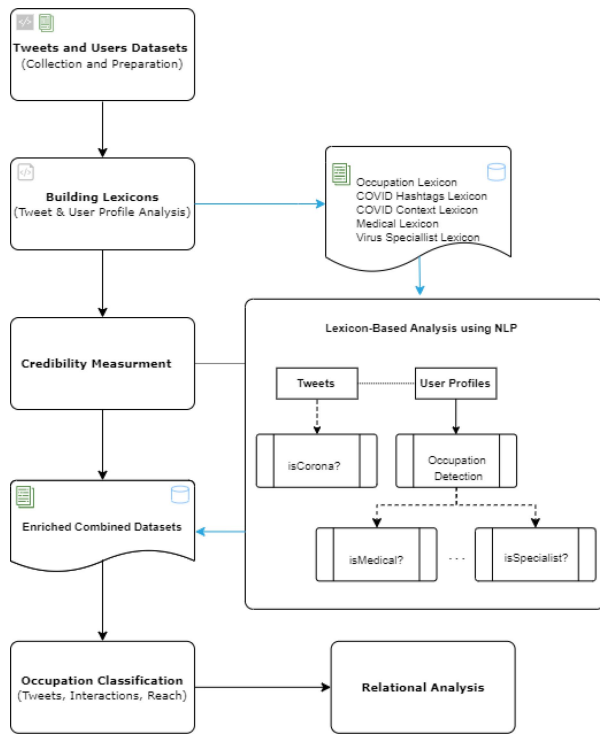 Tweets and Users Datasets
(Collection and Preparation)
Building Lexicons
(Tweet & User Profile Analysis)
Occupation Lexicon
COVID Hashtags Lexicon
COVID Context Lexicon
Medical Lexicon
Virus Speciallist Lexicon
Credibility Measurment
Lexicon-Based Analysis using NLP
Tweets
User Profiles
isCorona?
Occupation
Detection
isMedical?
. . .
isSpecialist?
Enriched Combined Datasets
Occupation Classification
(Tweets, Interactions, Reach)
Relational Analysis